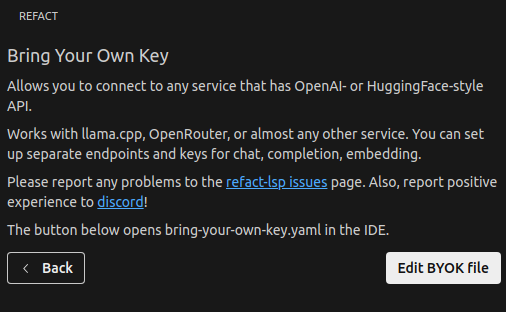 REFACT
Bring Your Own Key
Allows you to connect to any service that has OpenAI- or HuggingFace-style
API.
Works with llama.cpp, OpenRouter, or almost any other service. You can set
up separate endpoints and keys for chat, completion, embedding.
Please report any problems to the refact-lsp issues page. Also, report positive
experience to discord!
The button below opens bring-your-own-key.yaml in the IDE.
Back
Edit BYOK file